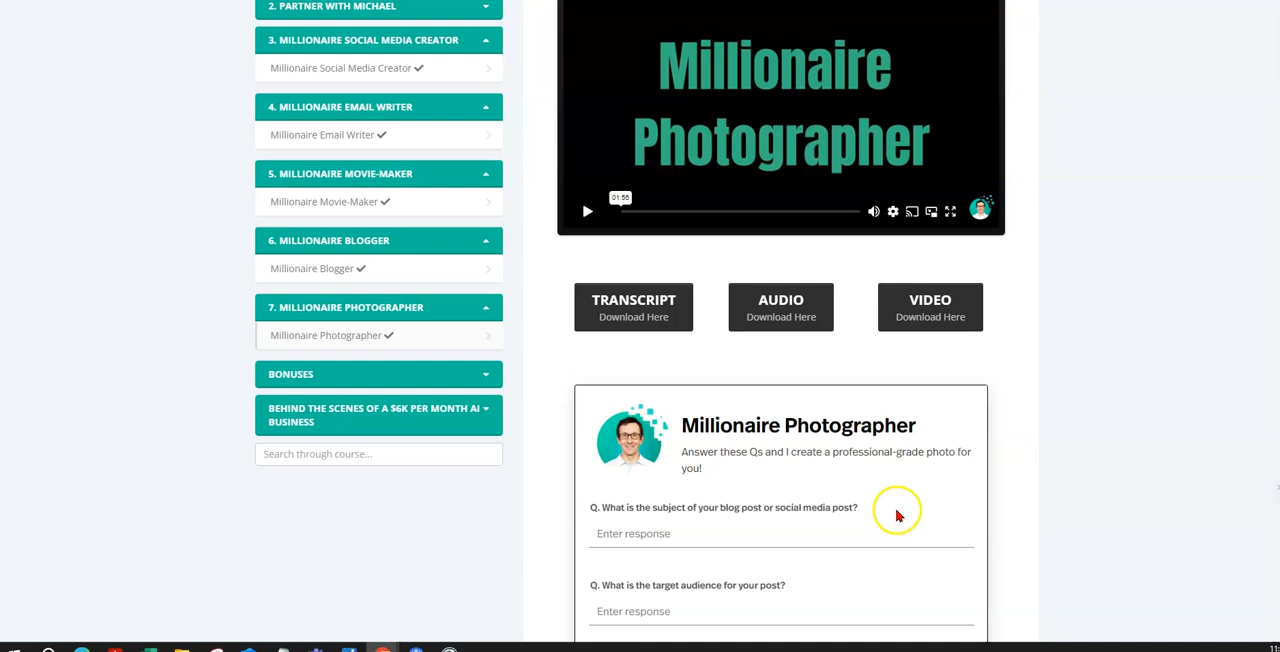 2. PARTNER WITH MICHAEL
3. MILLIONAIRE SOCIAL MEDIA CREATOR
Millionaire Social Media Creator
4. MILLIONAIRE EMAIL WRITER
Millionaire Email Writer
5. MILLIONAIRE MOVIE-MAKER
Millionaire Movie-Maker
6. MILLIONAIRE BLOGGER
Millionaire Blogger
7. MILLIONAIRE PHOTOGRAPHER
Millionaire Photographer
BONUSES
BEHIND THE SCENES OF A $6K PER MONTH AI
BUSINESS
Search through course...
Millionaire
Photographer
01:55
TRANSCRIPT
Download Here
AUDIO
Download Here
VIDEO
Download Here
Millionaire Photographer
Answer these Qs and I create a professional-grade photo for
you!
Q. What is the subject of your blog post or social media post?
Enter response
Q. What is the target audience for your post?
Enter response